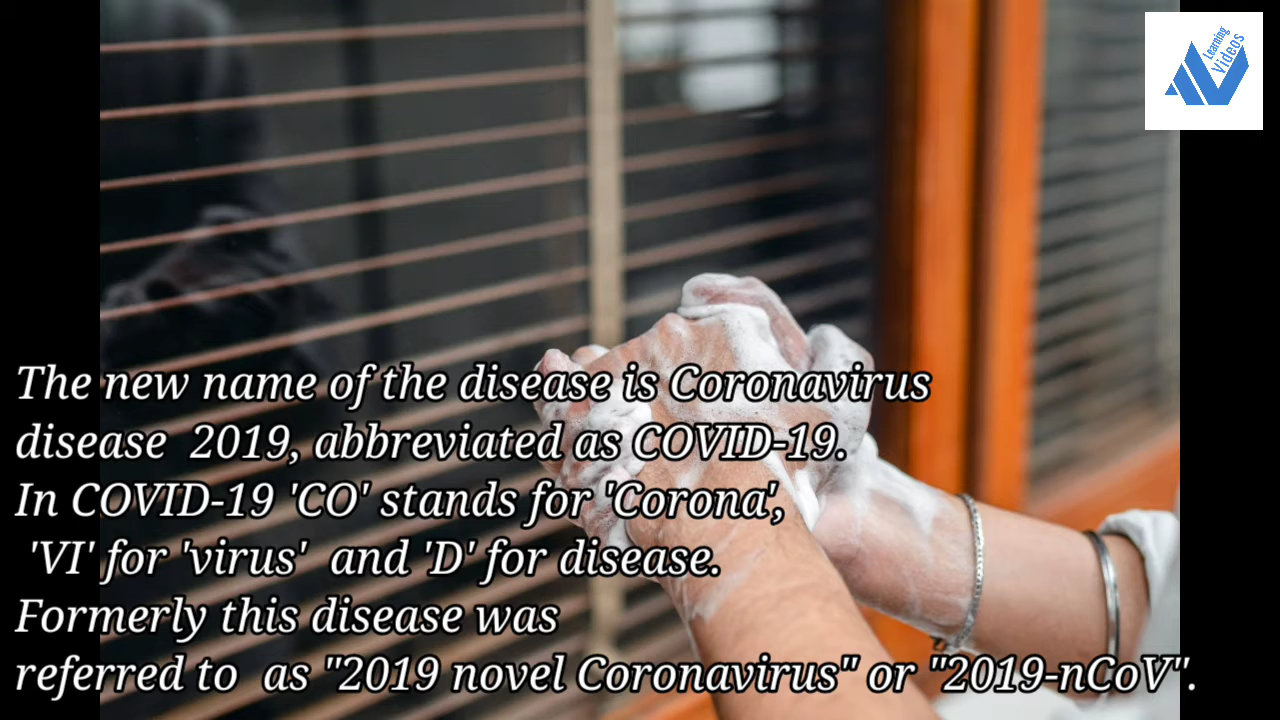 Learning
Videos
The new name of the disease is Coronavirus
disease  2019, abbreviated as COVID-19.
In COVID-19 'CO' stands for 'Corona',
'VI' for 'virus'  and 'D' for disease.
Formerly this disease was
referred to  as "2019 novel Coronavirus" or "2019-nCoV".